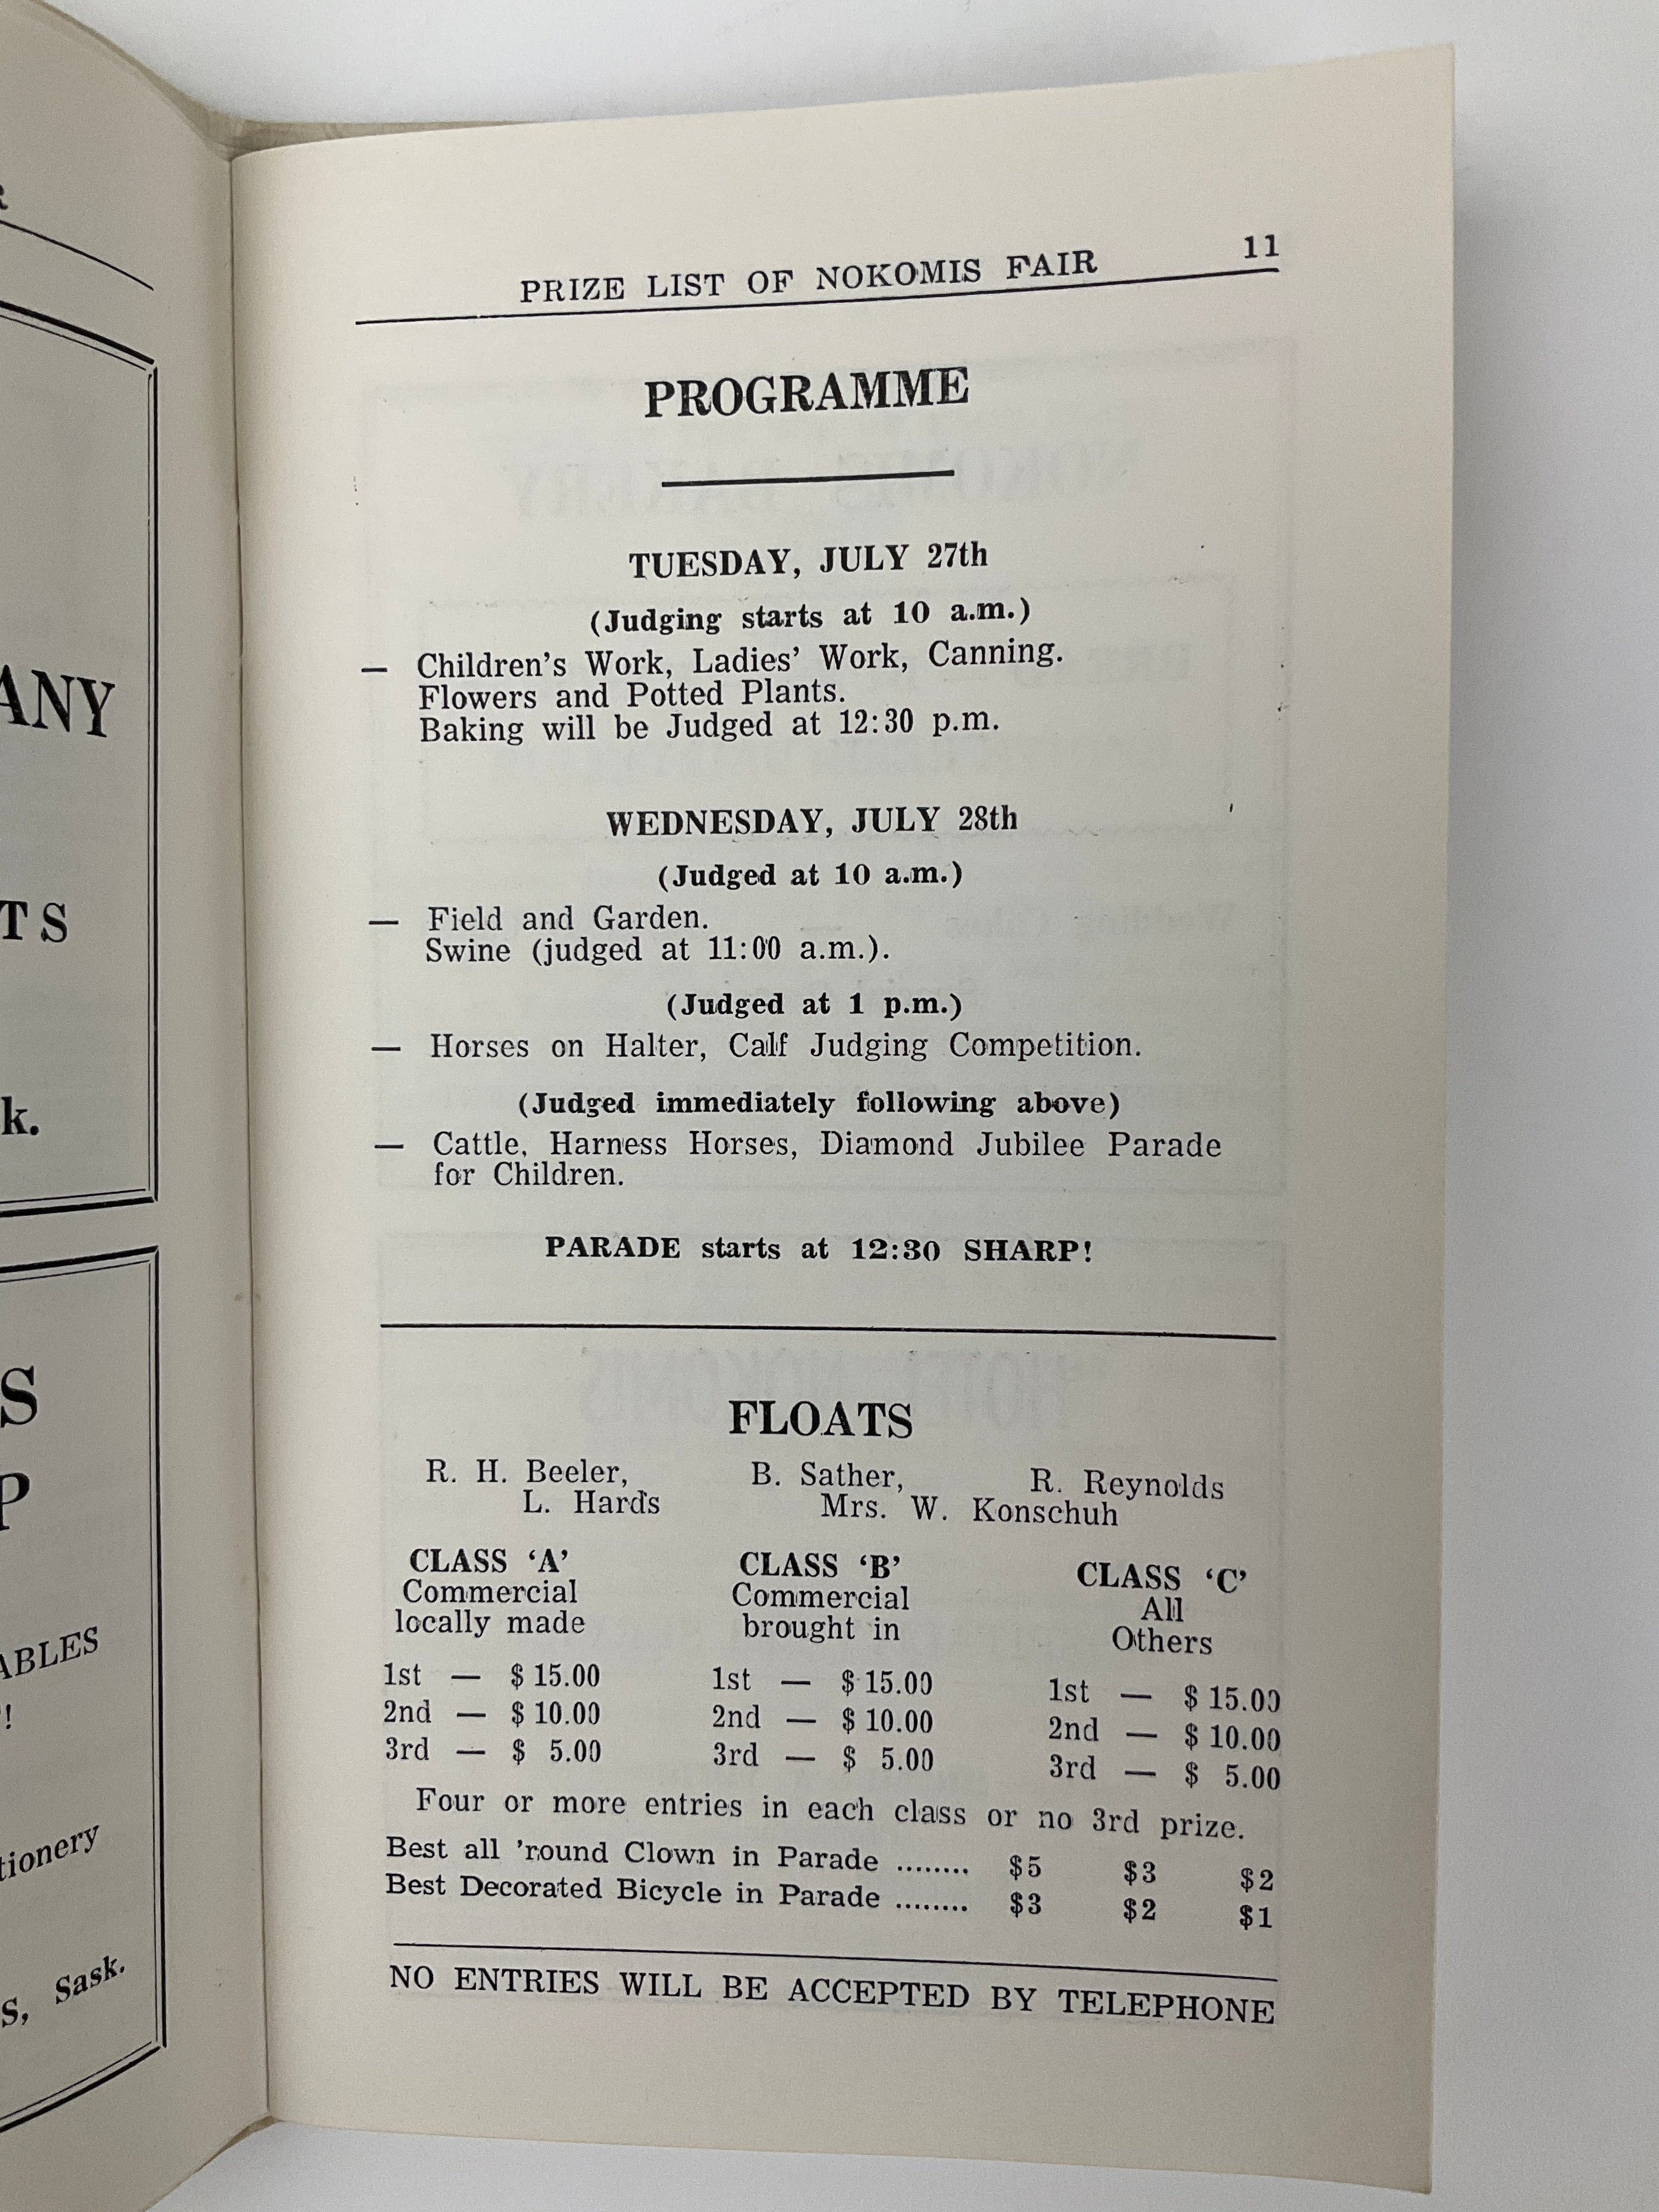 ANY
TS
k.
S
P
ABLES
!
tionery
S, Sask.
PRIZE LIST OF NOKOMIS FAIR 11
PROGRAMME
TUESDAY, JULY 27th
(Judging starts at 10 a.m.)
— Children's Work, Ladies' Work, Canning.
Flowers and Potted Plants.
Baking will be Judged at 12:30 p.m.
WEDNESDAY, JULY 28th
(Judged at 10 a.m.)
— Field and Garden.
Swine (judged at 11:00 a.m.).
(Judged at 1 p.m.)
— Horses on Halter, Calf Judging Competition.
(Judged immediately following above)
— Cattle, Harness Horses, Diamond Jubilee Parade
for Children.
PARADE starts at 12:30 SHARP!
FLOATS
R. H. Beeler, B. Sather, R. Reynolds
L. Hards Mrs. W. Konschuh
CLASS 'A' CLASS 'B' CLASS 'C'
Commercial Commercial All
locally made brought in Others
1st — $ 15.00 1st — $ 15.00 1st — $ 15.00
2nd — $ 10.00 2nd — $ 10.00 2nd — $ 10.00
3rd — $ 5.00 3rd — $ 5.00 3rd — $ 5.00
Four or more entries in each class or no 3rd prize.
Best all 'round Clown in Parade ........ $5 $3 $2
Best Decorated Bicycle in Parade ........ $3 $2 $1
NO ENTRIES WILL BE ACCEPTED BY TELEPHONE